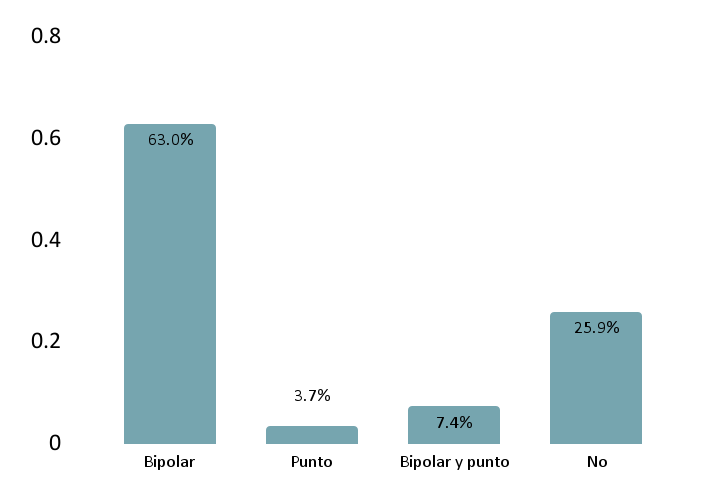 0.8
0.6
63.0%
0.4
25.9%
0.2
3.7%
7.4%
0
Bipolar
Punto
Bipolar y punto
No